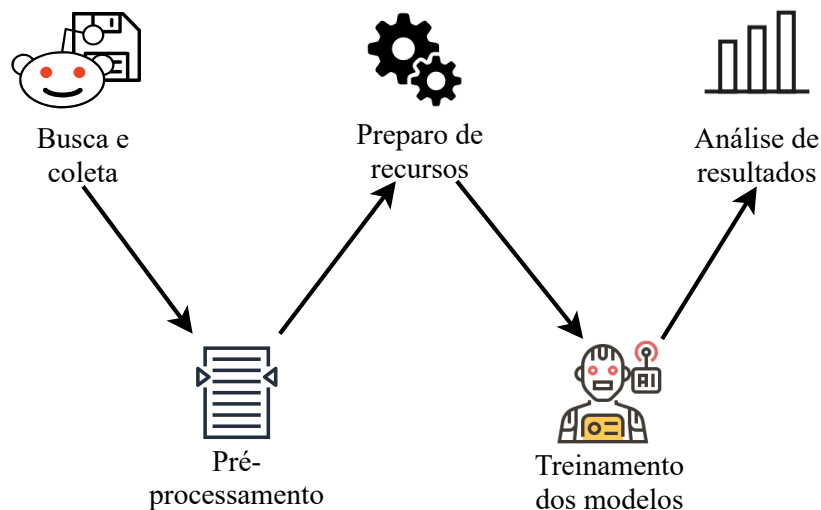 Busca e
coleta
Pré-
processamento
Preparo de
recursos
AI
Treinamento
dos modelos
Análise de
resultados